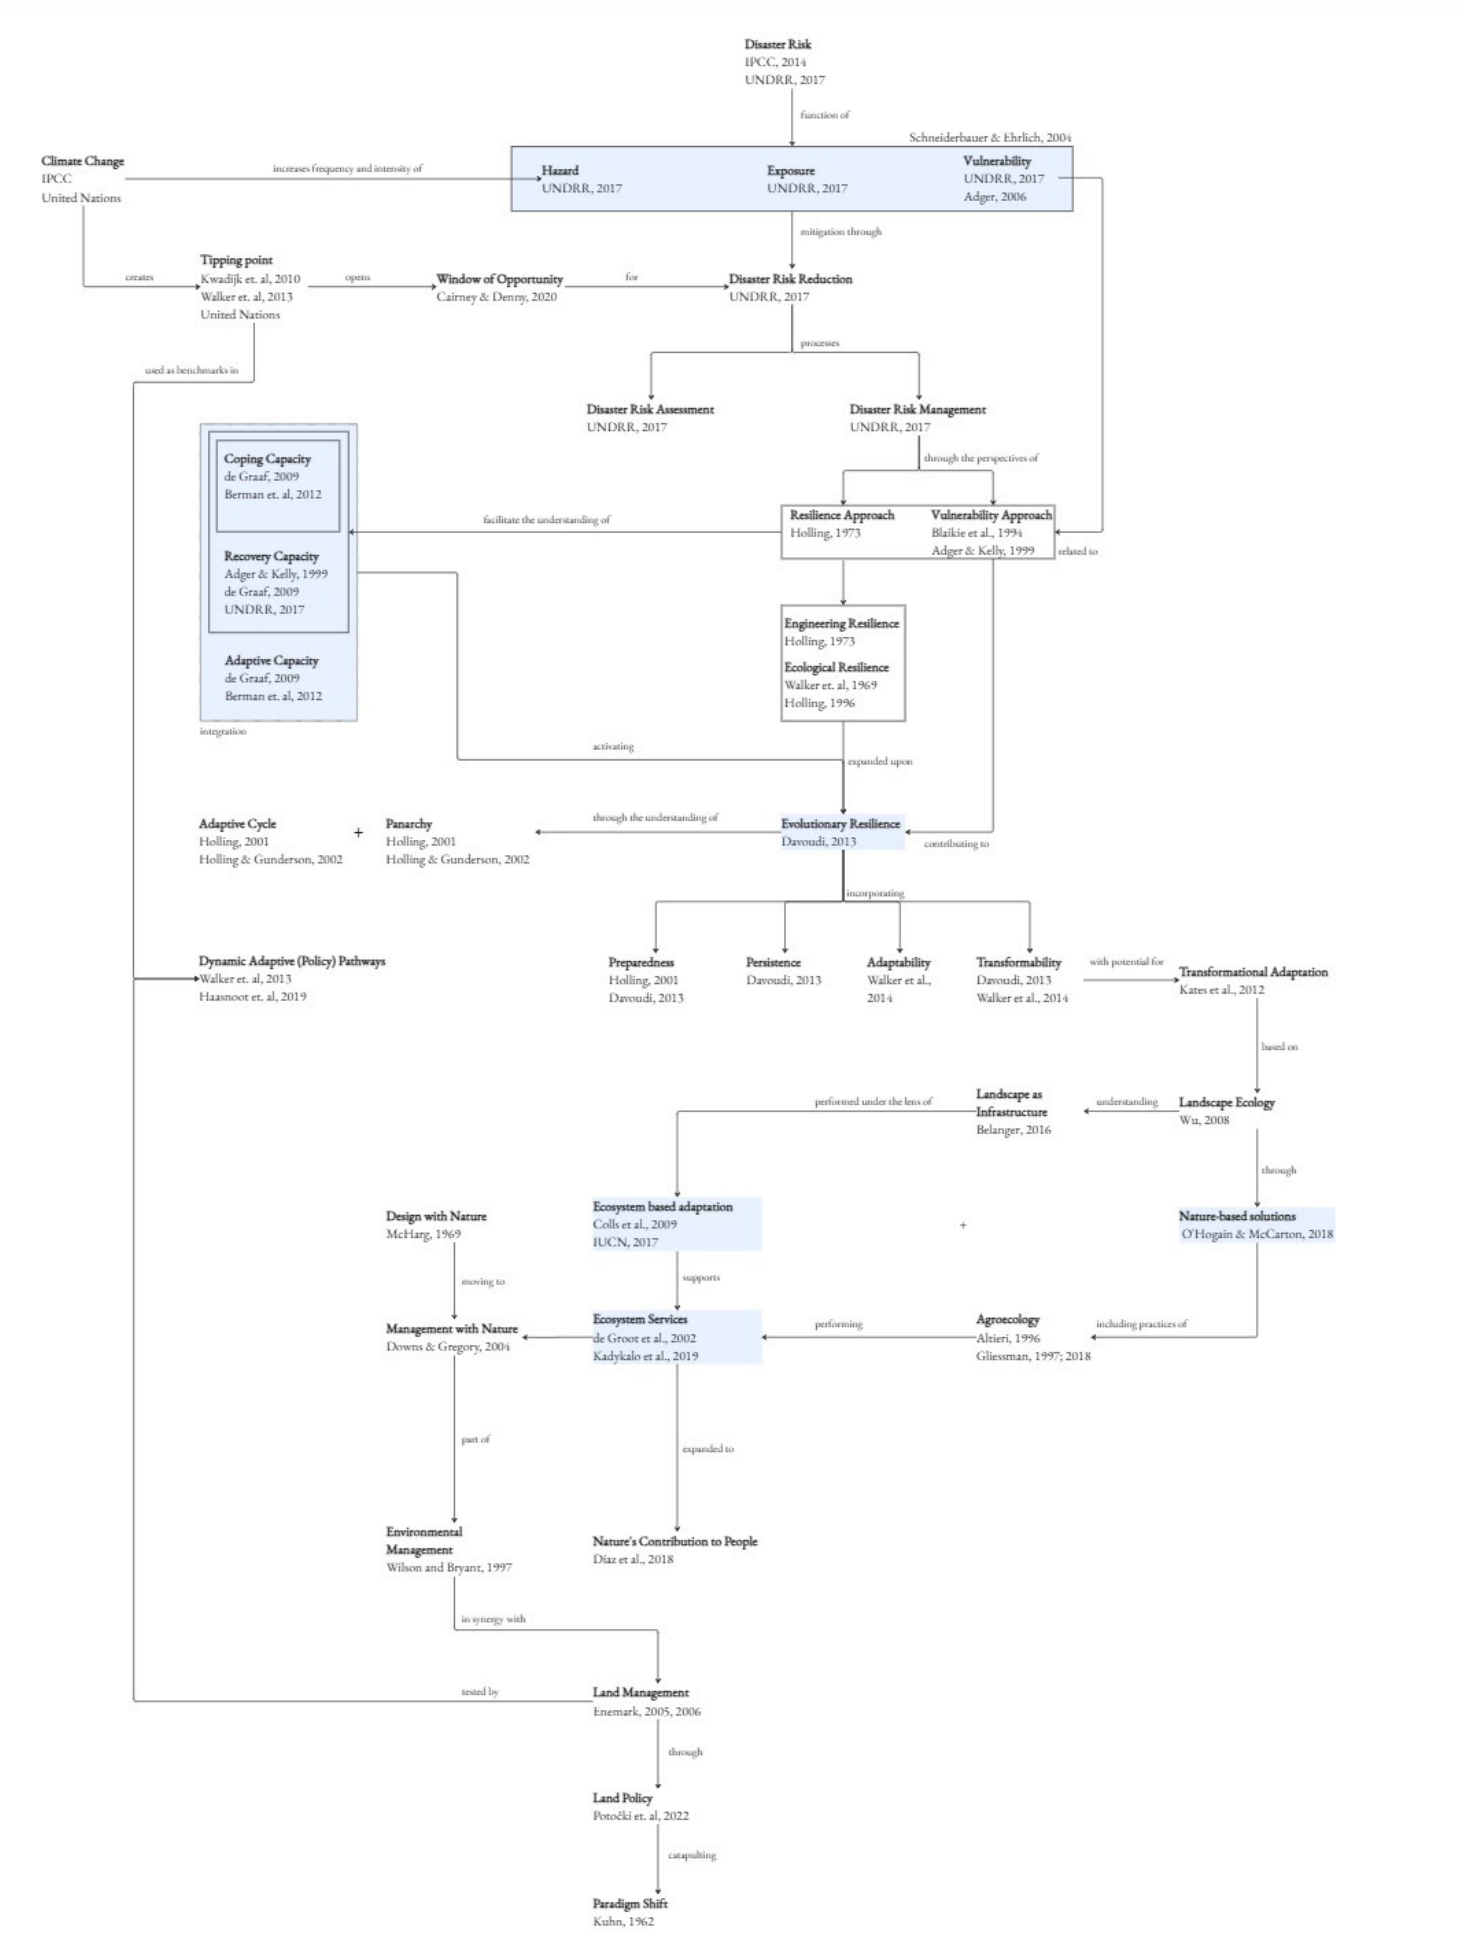 Disaster Risk
IPCC, 2014
UNDRR, 2017
function of
Schneiderbauer & Ehrlich, 2004
Climate Change
IPCC
United Nations
increases frequency and intensity of
Hazard
UNDRR, 2017
Exposure
UNDRR, 2017
Vulnerability
UNDRR, 2017
Adger, 2006
mitigation through
creates
Tipping point
Kwadijk et. al, 2010
Walker et. al, 2013
United Nations
opens
Window of Opportunity
Cairney & Denny, 2020
for
Disaster Risk Reduction
UNDRR, 2017
processes
used as benchmarks in
Disaster Risk Assessment
UNDRR, 2017
Disaster Risk Management
UNDRR, 2017
through the perspectives of
Coping Capacity
de Graaf, 2009
Berman et. al, 2012
Recovery Capacity
Adger & Kelly, 1999
de Graaf, 2009
UNDRR, 2017
Adaptive Capacity
de Graaf, 2009
Berman et. al, 2012
integration
facilitate the understanding of
Resilience Approach
Holling, 1973
Vulnerability Approach
Blaikie et al., 1994
Adger & Kelly, 1999
related to
Engineering Resilience
Holling, 1973
Ecological Resilience
Walker et. al, 1969
Holling, 1996
activating
expanded upon
Adaptive Cycle
Holling, 2001
Holling & Gunderson, 2002
+
Panarchy
Holling, 2001
Holling & Gunderson, 2002
through the understanding of
Evolutionary Resilience
Davoudi, 2013
contributing to
incorporating
Dynamic Adaptive (Policy) Pathways
Walker et. al, 2013
Haasnoot et. al, 2019
Preparedness
Holling, 2001
Davoudi, 2013
Persistence
Davoudi, 2013
Adaptability
Walker et al.,
2014
Transformability
Davoudi, 2013
Walker et al., 2014
with potential for
Transformational Adaptation
Kates et al., 2012
based on
performed under the lens of
Landscape as
Infrastructure
Belanger, 2016
understanding
Landscape Ecology
Wu, 2008
through
Design with Nature
McHarg, 1969
Ecosystem based adaptation
Colls et al., 2009
IUCN, 2017
+
Nature-based solutions
O'Hogain & McCarton, 2018
moving to
supports
Management with Nature
Downs & Gregory, 2004
Ecosystem Services
de Groot et al., 2002
Kadykalo et al., 2019
performing
Agroecology
Altieri, 1996
Gliessman, 1997; 2018
including practices of
part of
expanded to
Environmental
Management
Wilson and Bryant, 1997
Nature's Contribution to People
Díaz et al., 2018
in synergy with
tested by
Land Management
Enemark, 2005, 2006
through
Land Policy
Potočki et. al, 2022
catapulting
Paradigm Shift
Kuhn, 1962